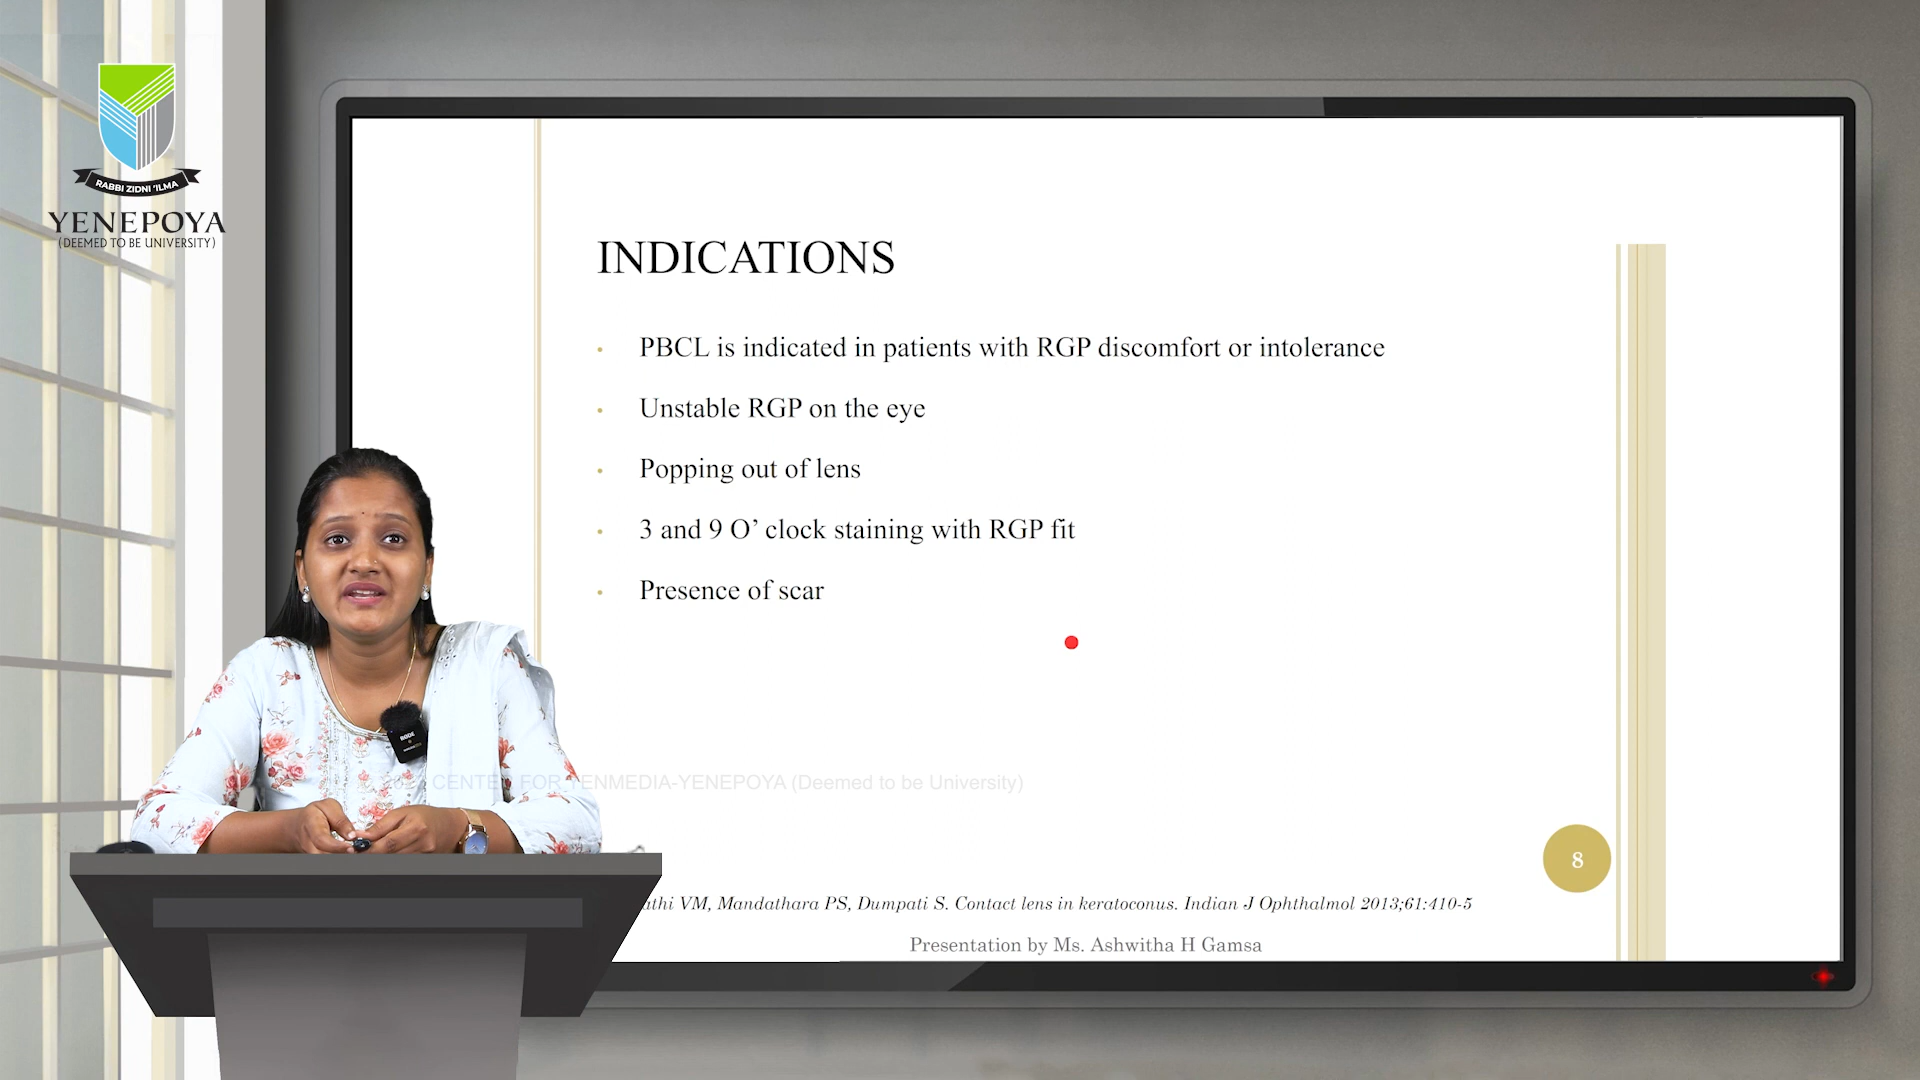 RABBI ZIDNI 'ILMA
YENEPOYA
(DEEMED TO BE UNIVERSITY)
INDICATIONS
• PBCL is indicated in patients with RGP discomfort or intolerance
• Unstable RGP on the eye
• Popping out of lens
• 3 and 9 O' clock staining with RGP fit
• Presence of scar
RODE
CENTER FOR YENMEDIA-YENEPOYA (Deemed to be University)
8
VM, Mandathara PS, Dumpati S. Contact lens in keratoconus. Indian J Ophthalmol 2013;61:410-5
Presentation by Ms. Ashwitha H Gamsa